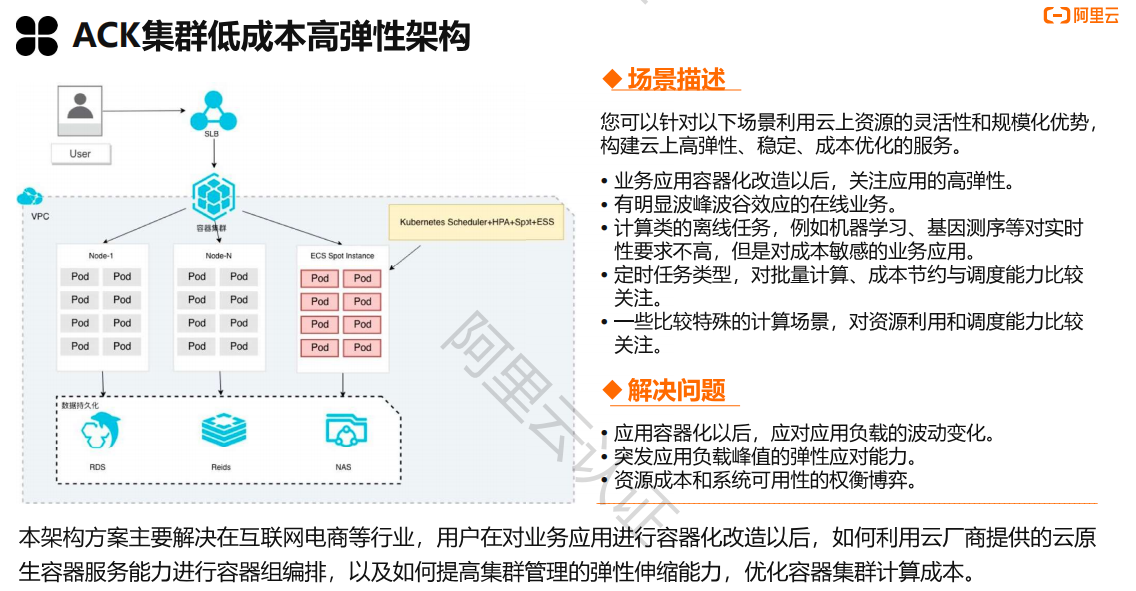 ACK集群低成本高弹性架构
阿里云
User
SLB
VPC
容器集群
Kubernetes Scheduler+HPA+Spot+ESS
Node-1
Pod Pod
Pod Pod
Pod Pod
Pod Pod
Node-N
Pod Pod
Pod Pod
Pod Pod
Pod Pod
ECS Spot Instance
Pod Pod
Pod Pod
Pod Pod
Pod Pod
数据持久化
RDS
Reids
NAS
场景描述
您可以针对以下场景利用云上资源的灵活性和规模化优势，
构建云上高弹性、稳定、成本优化的服务。
• 业务应用容器化改造以后，关注应用的高弹性。
• 有明显波峰波谷效应的在线业务。
• 计算类的离线任务，例如机器学习、基因测序等对实时
性要求不高，但是对成本敏感的业务应用。
• 定时任务类型，对批量计算、成本节约与调度能力比较
关注。
• 一些比较特殊的计算场景，对资源利用和调度能力比较
关注。
解决问题
• 应用容器化以后，应对应用负载的波动变化。
• 突发应用负载峰值的弹性应对能力。
• 资源成本和系统可用性的权衡博弈。
阿里云认证
本架构方案主要解决在互联网电商等行业，用户在对业务应用进行容器化改造以后，如何利用云厂商提供的云原
生容器服务能力进行容器组编排，以及如何提高集群管理的弹性伸缩能力，优化容器集群计算成本。